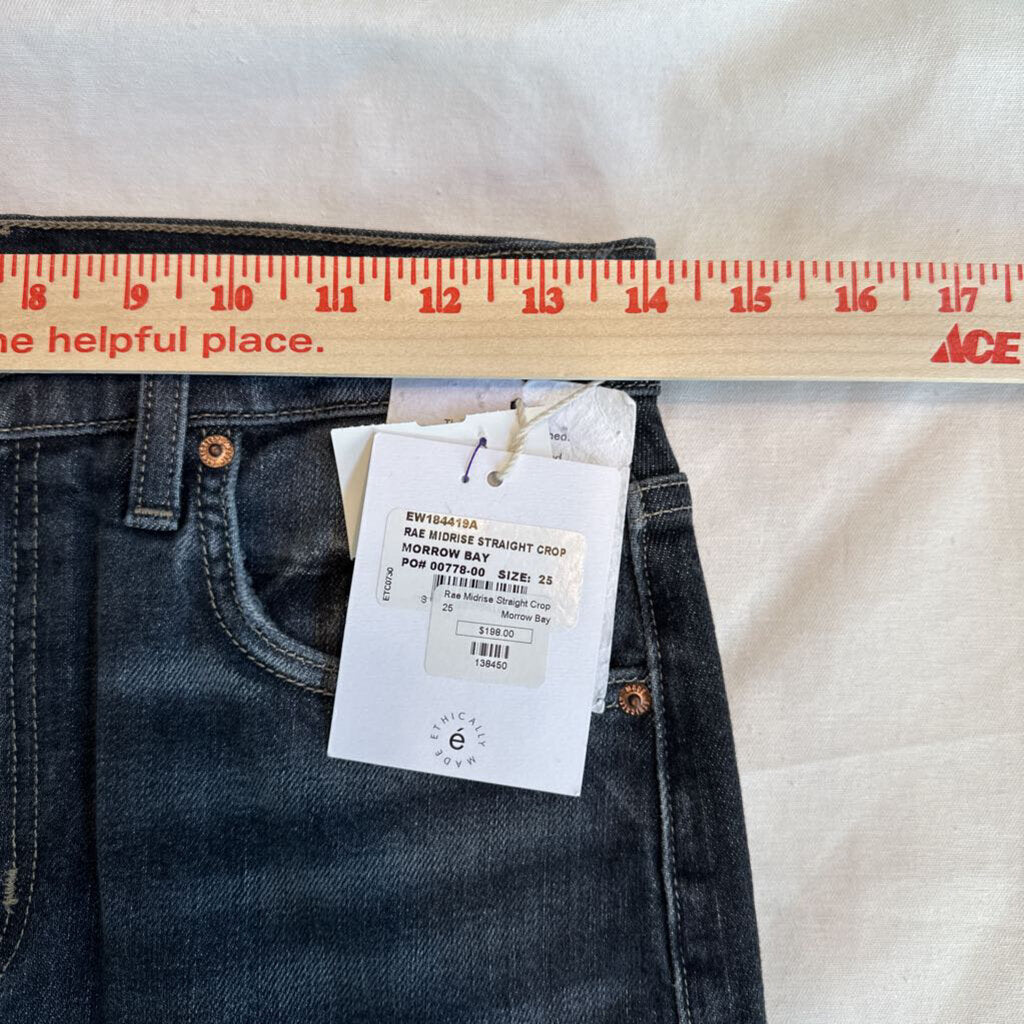 8 9 10 11 12 13 14 15 16 17
he helpful place.
ACE
EW184419A
RAE MIDRISE STRAIGHT CROP
MORROW BAY
PO# 00778-00 SIZE: 25
ETC0730
Rae Midrise Straight Crop
25 Morrow Bay
$198.00
138450
ETHICALLY MADE
é